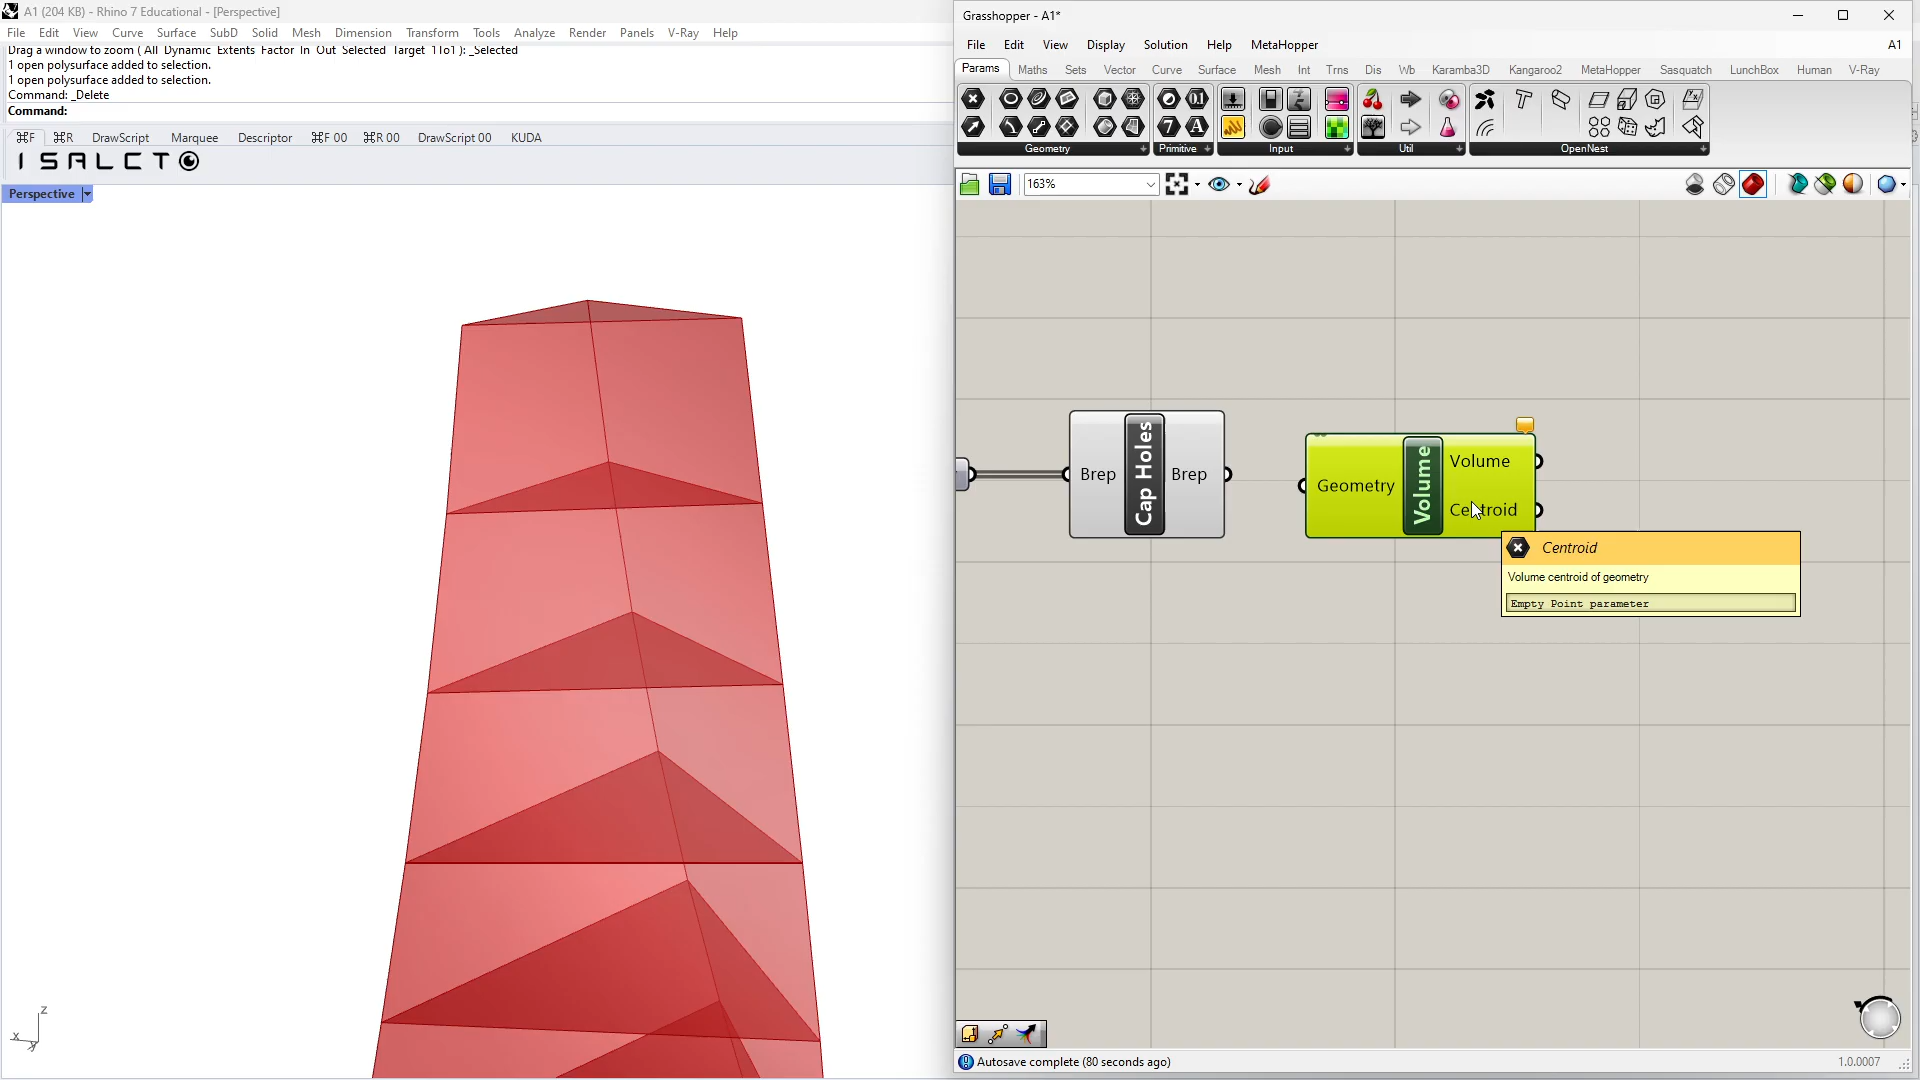 A1 (204 KB) - Rhino 7 Educational - [Perspective]
File Edit View Curve Surface SubD Solid Mesh Dimension Transform Tools Analyze Render Panels V-Ray Help
Drag a window to zoom ( All Dynamic Extents Factor In Out Selected Target 1To1 ): _Selected
1 open polysurface added to selection.
1 open polysurface added to selection.
Command: _Delete
Command:
⌘F ⌘R DrawScript Marquee Descriptor ⌘F 00 ⌘R 00 DrawScript 00 KUDA
I S A L C T
Perspective
z
x
y
Grasshopper - A1*
File Edit View Display Solution Help MetaHopper A1
Params Maths Sets Vector Curve Surface Mesh Int Trns Dis Wb Karamba3D Kangaroo2 MetaHopper Sasquatch LunchBox Human V-Ray
Geometry Primitive Input Util OpenNest
163%
Brep Cap Holes Brep
Geometry Volume Volume
Centroid
Centroid
Volume centroid of geometry
Empty Point parameter
Autosave complete (80 seconds ago) 1.0.0007